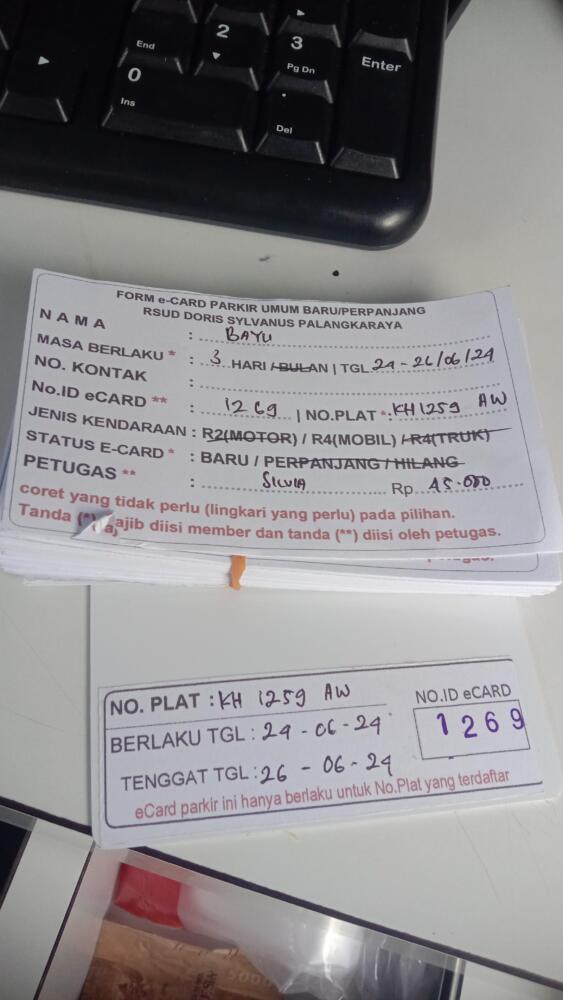 End
2
3
Pg Dn
Enter
0
Ins
.
Del
FORM e-CARD PARKIR UMUM BARU/PERPANJANG
RSUD DORIS SYLVANUS PALANGKARAYA
N A M A : BAYU
MASA BERLAKU * : 3 HARI / BULAN | TGL 24 - 26/06/24
NO. KONTAK :
No.ID eCARD ** : 1269 | NO.PLAT *: KH 1259 AW
JENIS KENDARAAN : R2(MOTOR) / R4(MOBIL) / R4(TRUK)
STATUS E-CARD * : BARU / PERPANJANG / HILANG
PETUGAS ** : SILVIA Rp 45.000
coret yang tidak perlu (lingkari yang perlu) pada pilihan.
Tanda (*) ajib diisi member dan tanda (**) diisi oleh petugas.
NO. PLAT : KH 1259 AW
NO.ID eCARD
1269
BERLAKU TGL : 24 - 06 - 24
TENGGAT TGL : 26 - 06 - 24
eCard parkir ini hanya berlaku untuk No.Plat yang terdaftar